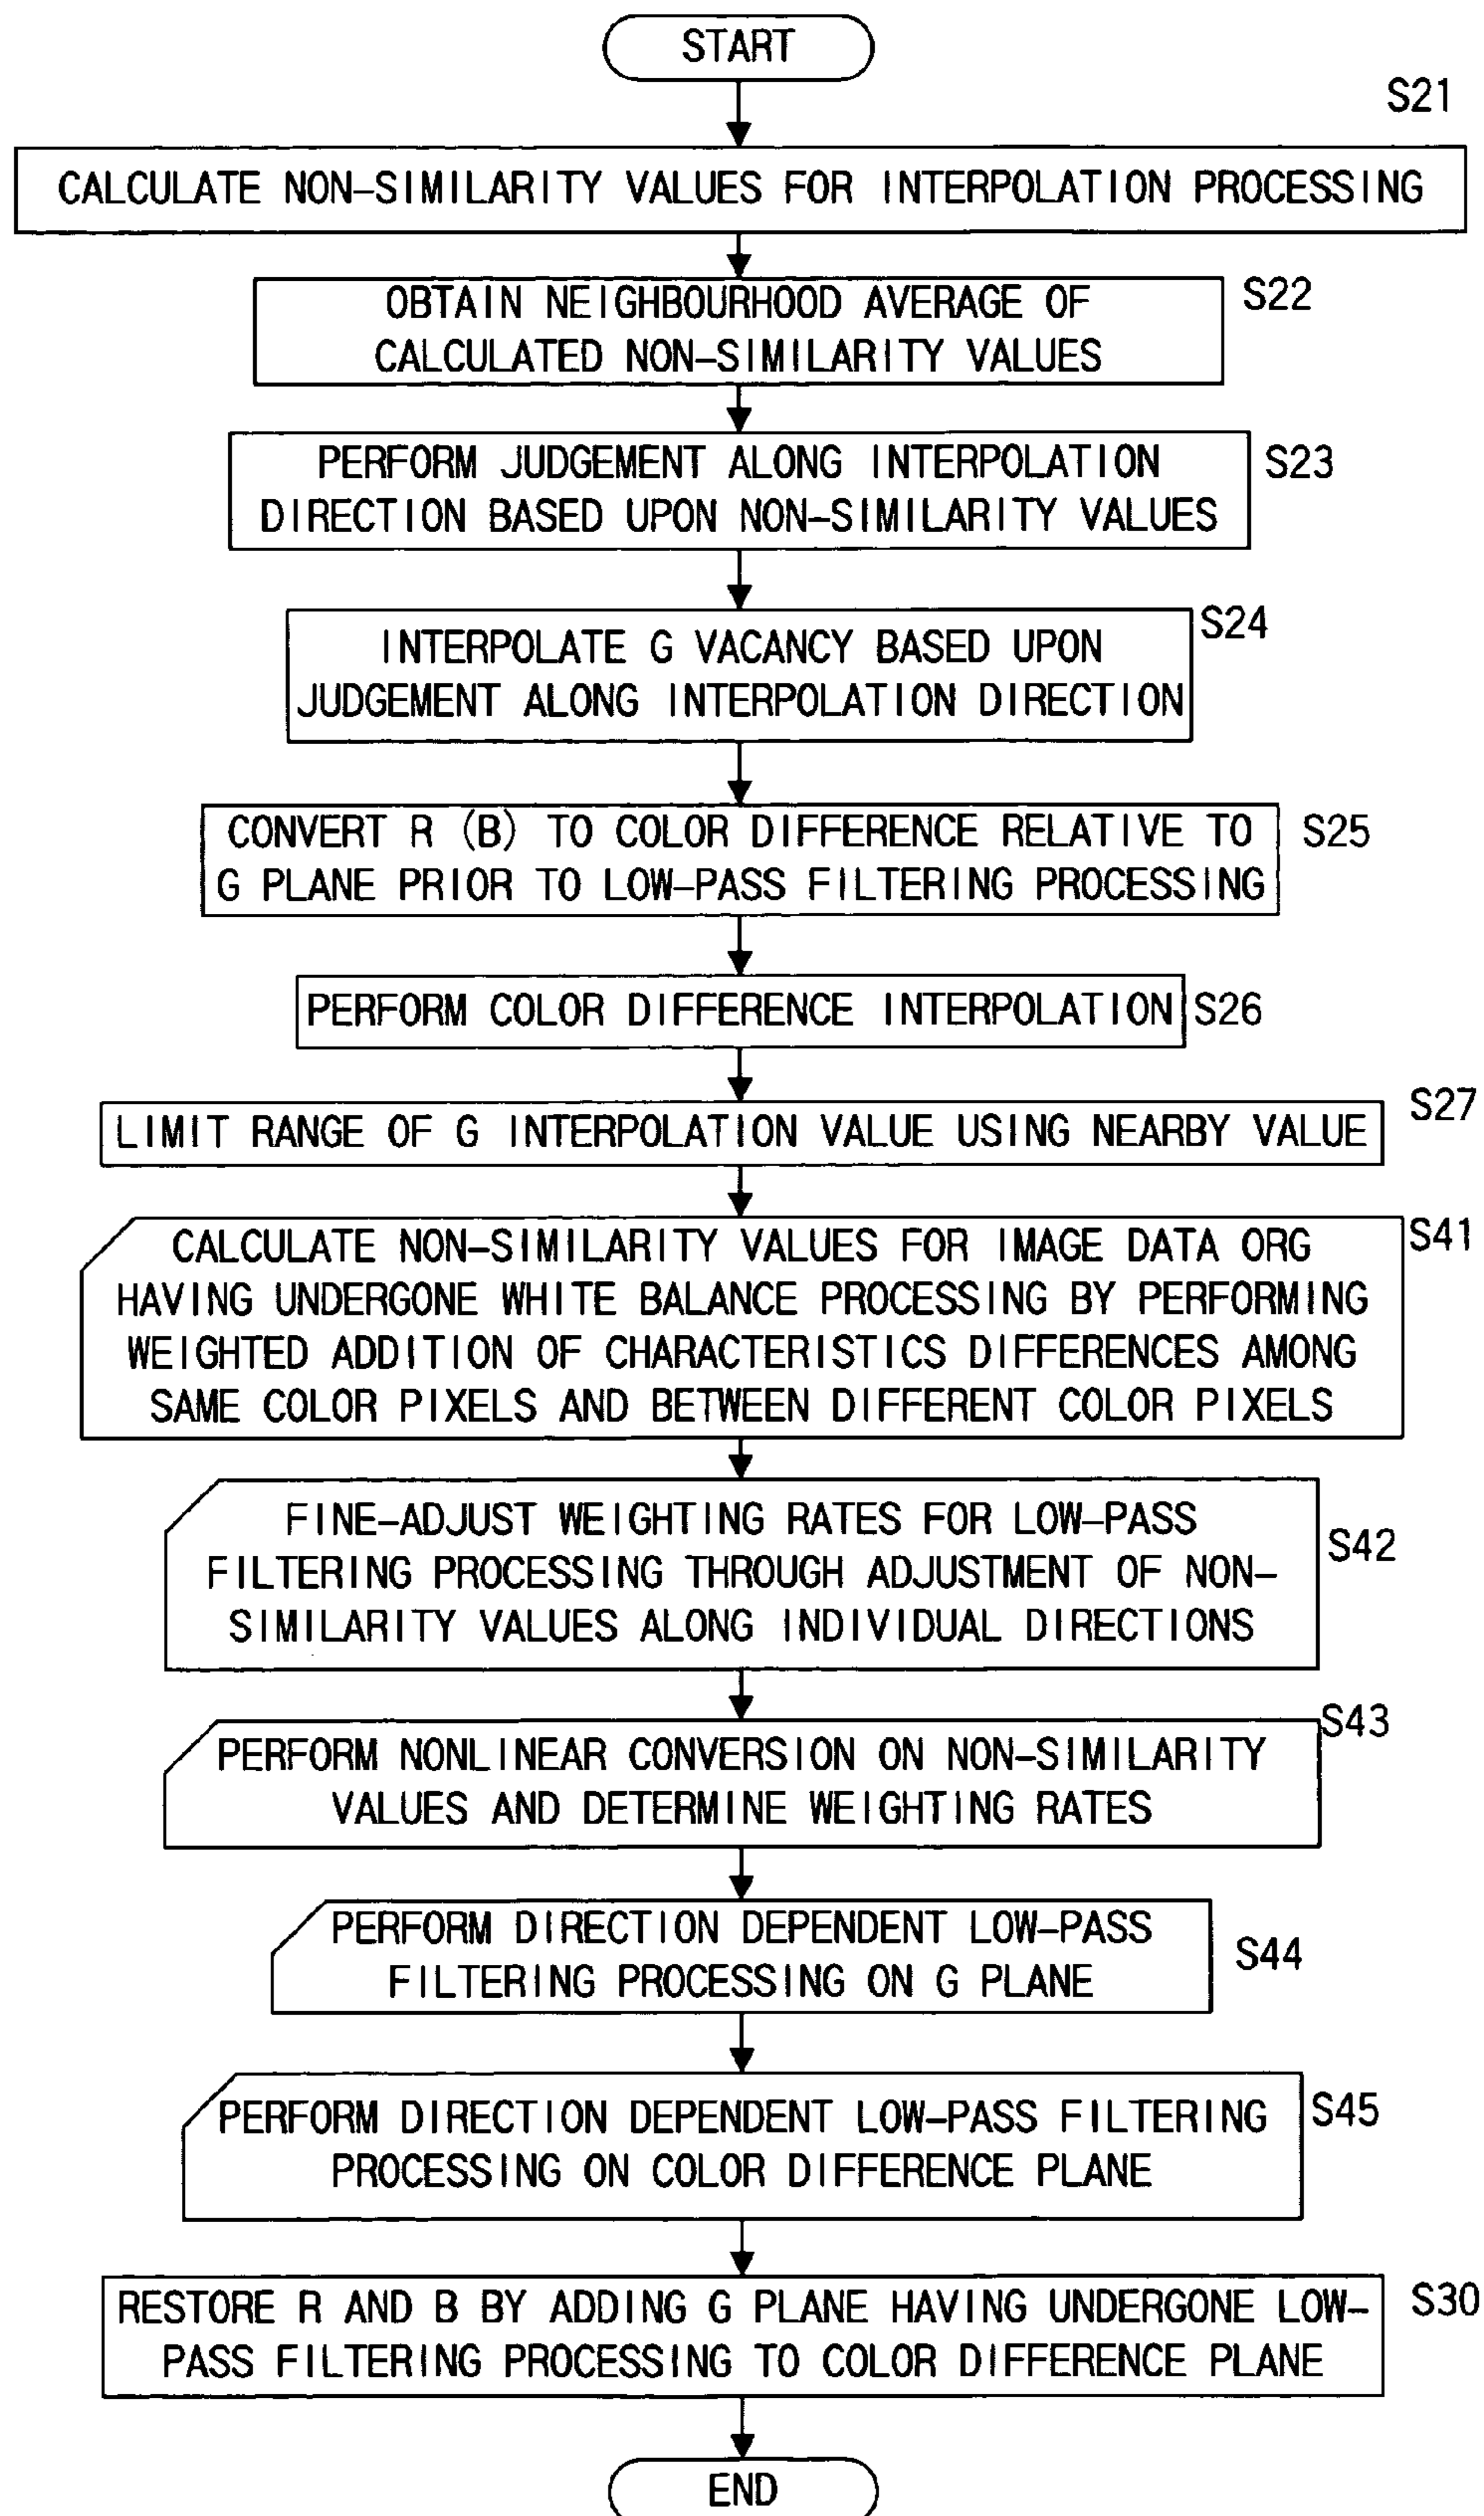 START
S21
CALCULATE NON-SIMILARITY VALUES FOR INTERPOLATION PROCESSING
OBTAIN NEIGHBOURHOOD AVERAGE OF
CALCULATED NON-SIMILARITY VALUES
S22
PERFORM JUDGEMENT ALONG INTERPOLATION
DIRECTION BASED UPON NON-SIMILARITY VALUES
S23
INTERPOLATE G VACANCY BASED UPON
JUDGEMENT ALONG INTERPOLATION DIRECTION
S24
CONVERT R (B) TO COLOR DIFFERENCE RELATIVE TO
G PLANE PRIOR TO LOW-PASS FILTERING PROCESSING
S25
PERFORM COLOR DIFFERENCE INTERPOLATION
S26
LIMIT RANGE OF G INTERPOLATION VALUE USING NEARBY VALUE
S27
CALCULATE NON-SIMILARITY VALUES FOR IMAGE DATA ORG
HAVING UNDERGONE WHITE BALANCE PROCESSING BY PERFORMING
WEIGHTED ADDITION OF CHARACTERISTICS DIFFERENCES AMONG
SAME COLOR PIXELS AND BETWEEN DIFFERENT COLOR PIXELS
S41
FINE-ADJUST WEIGHTING RATES FOR LOW-PASS
FILTERING PROCESSING THROUGH ADJUSTMENT OF NON-
SIMILARITY VALUES ALONG INDIVIDUAL DIRECTIONS
S42
PERFORM NONLINEAR CONVERSION ON NON-SIMILARITY
VALUES AND DETERMINE WEIGHTING RATES
S43
PERFORM DIRECTION DEPENDENT LOW-PASS
FILTERING PROCESSING ON G PLANE
S44
PERFORM DIRECTION DEPENDENT LOW-PASS FILTERING
PROCESSING ON COLOR DIFFERENCE PLANE
S45
RESTORE R AND B BY ADDING G PLANE HAVING UNDERGONE LOW-
PASS FILTERING PROCESSING TO COLOR DIFFERENCE PLANE
S30
END